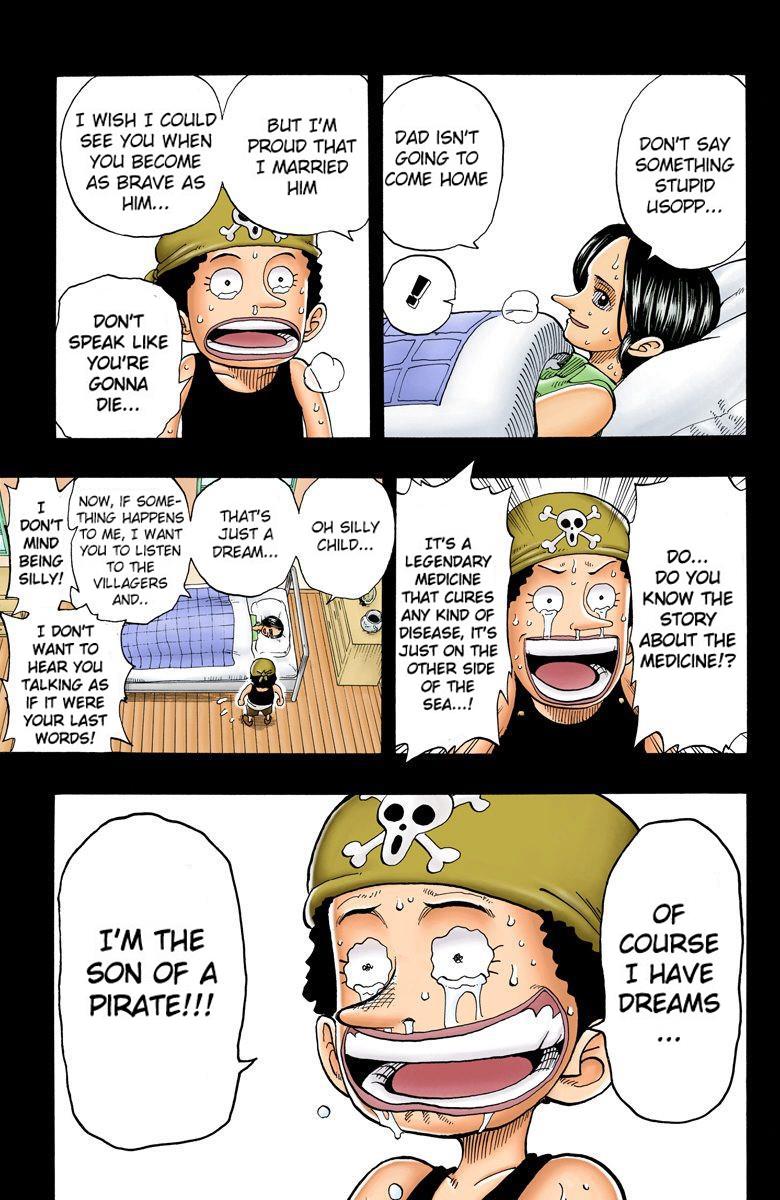 DON'T SAY
SOMETHING
STUPID
USOPP...
DAD ISN'T
GOING TO
COME HOME
!
BUT I'M
PROUD THAT
I MARRIED
HIM
I WISH I COULD
SEE YOU WHEN
YOU BECOME
AS BRAVE AS
HIM...
DON'T
SPEAK LIKE
YOU'RE
GONNA
DIE...
DO...
DO YOU
KNOW THE
STORY
ABOUT THE
MEDICINE!?
IT'S A
LEGENDARY
MEDICINE
THAT CURES
ANY KIND OF
DISEASE, IT'S
JUST ON THE
OTHER SIDE
OF THE
SEA...!
OH SILLY
CHILD...
THAT'S
JUST A
DREAM...
NOW, IF SOME-
THING HAPPENS
TO ME, I WANT
YOU TO LISTEN
TO THE
VILLAGERS
AND..
I
DON'T
MIND
BEING
SILLY!
I DON'T
WANT TO
HEAR YOU
TALKING AS
IF IT WERE
YOUR LAST
WORDS!
OF
COURSE
I HAVE
DREAMS
...
I'M THE
SON OF A
PIRATE!!!